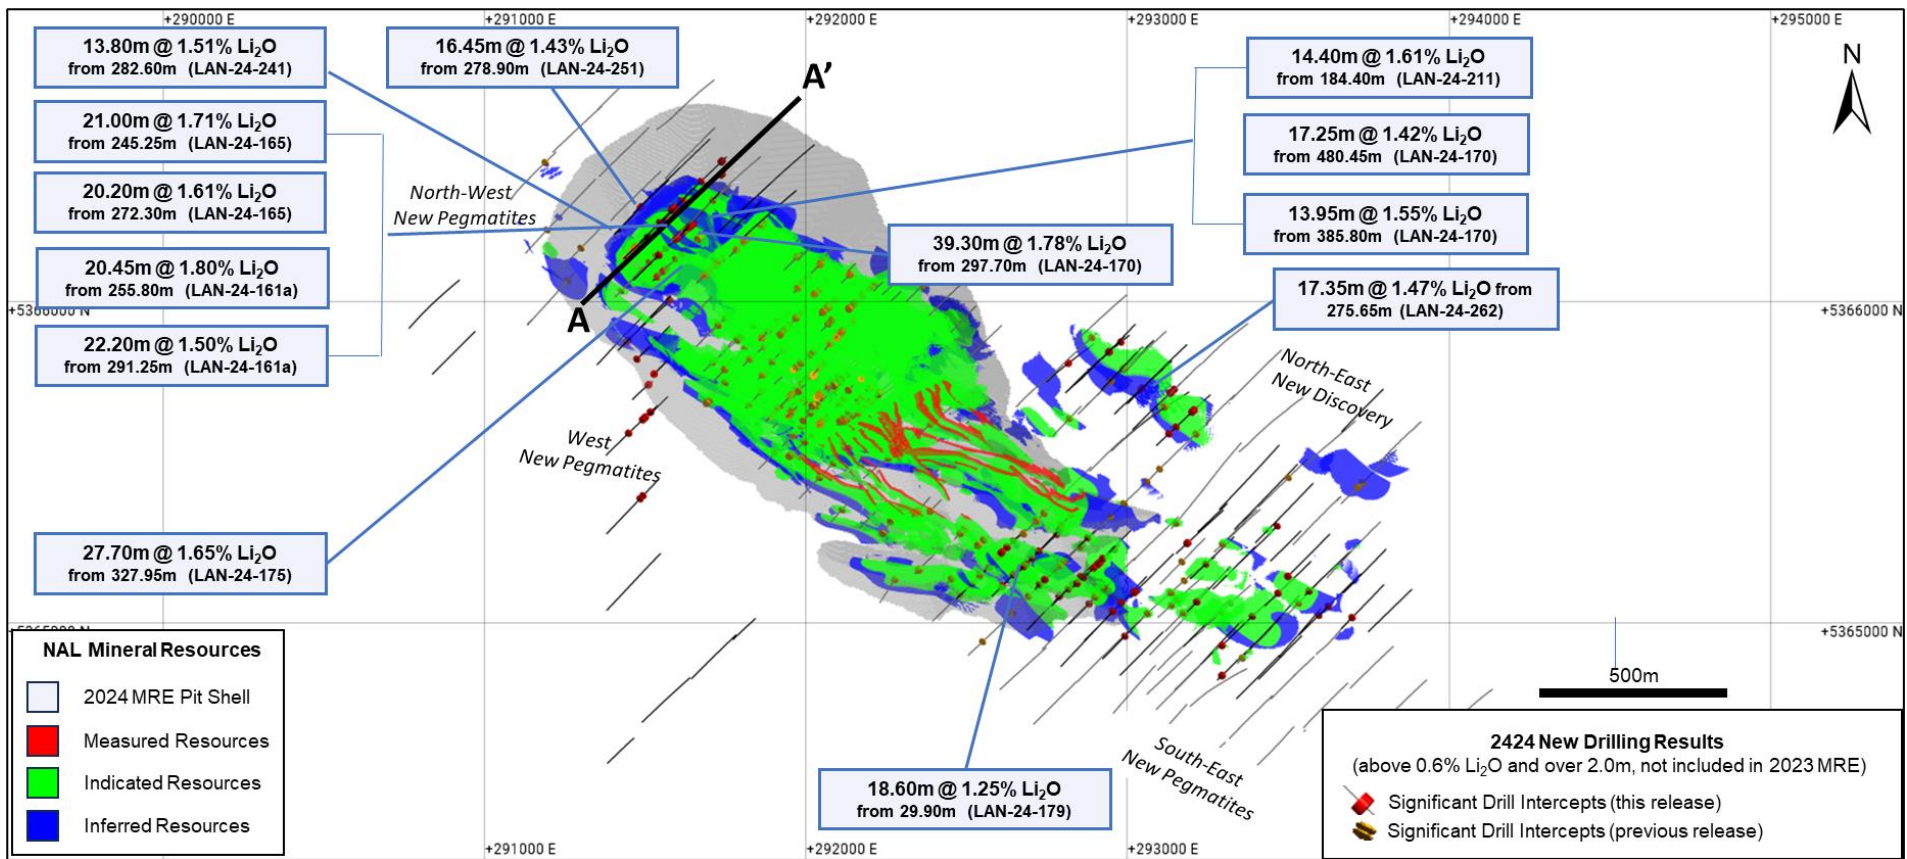 +290000 E
+291000 E
+292000 E
+293000 E
+294000 E
+295000 E
13.80m @ 1.51% Li₂O
from 282.60m (LAN-24-241)
16.45m @ 1.43% Li₂O
from 278.90m (LAN-24-251)
14.40m @ 1.61% Li₂O
from 184.40m (LAN-24-211)
N
A'
21.00m @ 1.71% Li₂O
from 245.25m (LAN-24-165)
17.25m @ 1.42% Li₂O
from 480.45m (LAN-24-170)
20.20m @ 1.61% Li₂O
from 272.30m (LAN-24-165)
North-West
New Pegmatites
13.95m @ 1.55% Li₂O
from 385.80m (LAN-24-170)
39.30m @ 1.78% Li₂O
from 297.70m (LAN-24-170)
20.45m @ 1.80% Li₂O
from 255.80m (LAN-24-161a)
17.35m @ 1.47% Li₂O from
275.65m (LAN-24-262)
+5366000 N
+5366000 N
A
22.20m @ 1.50% Li₂O
from 291.25m (LAN-24-161a)
North-East
New Discovery
West
New Pegmatites
27.70m @ 1.65% Li₂O
from 327.95m (LAN-24-175)
+5365000 N
NAL Mineral Resources
2024 MRE Pit Shell
Measured Resources
Indicated Resources
Inferred Resources
500m
South-East
New Pegmatites
18.60m @ 1.25% Li₂O
from 29.90m (LAN-24-179)
2424 New Drilling Results
(above 0.6% Li₂O and over 2.0m, not included in 2023 MRE)
Significant Drill Intercepts (this release)
Significant Drill Intercepts (previous release)
+291000 E
+292000 E
+293000 E
+294000 E
+295000 E